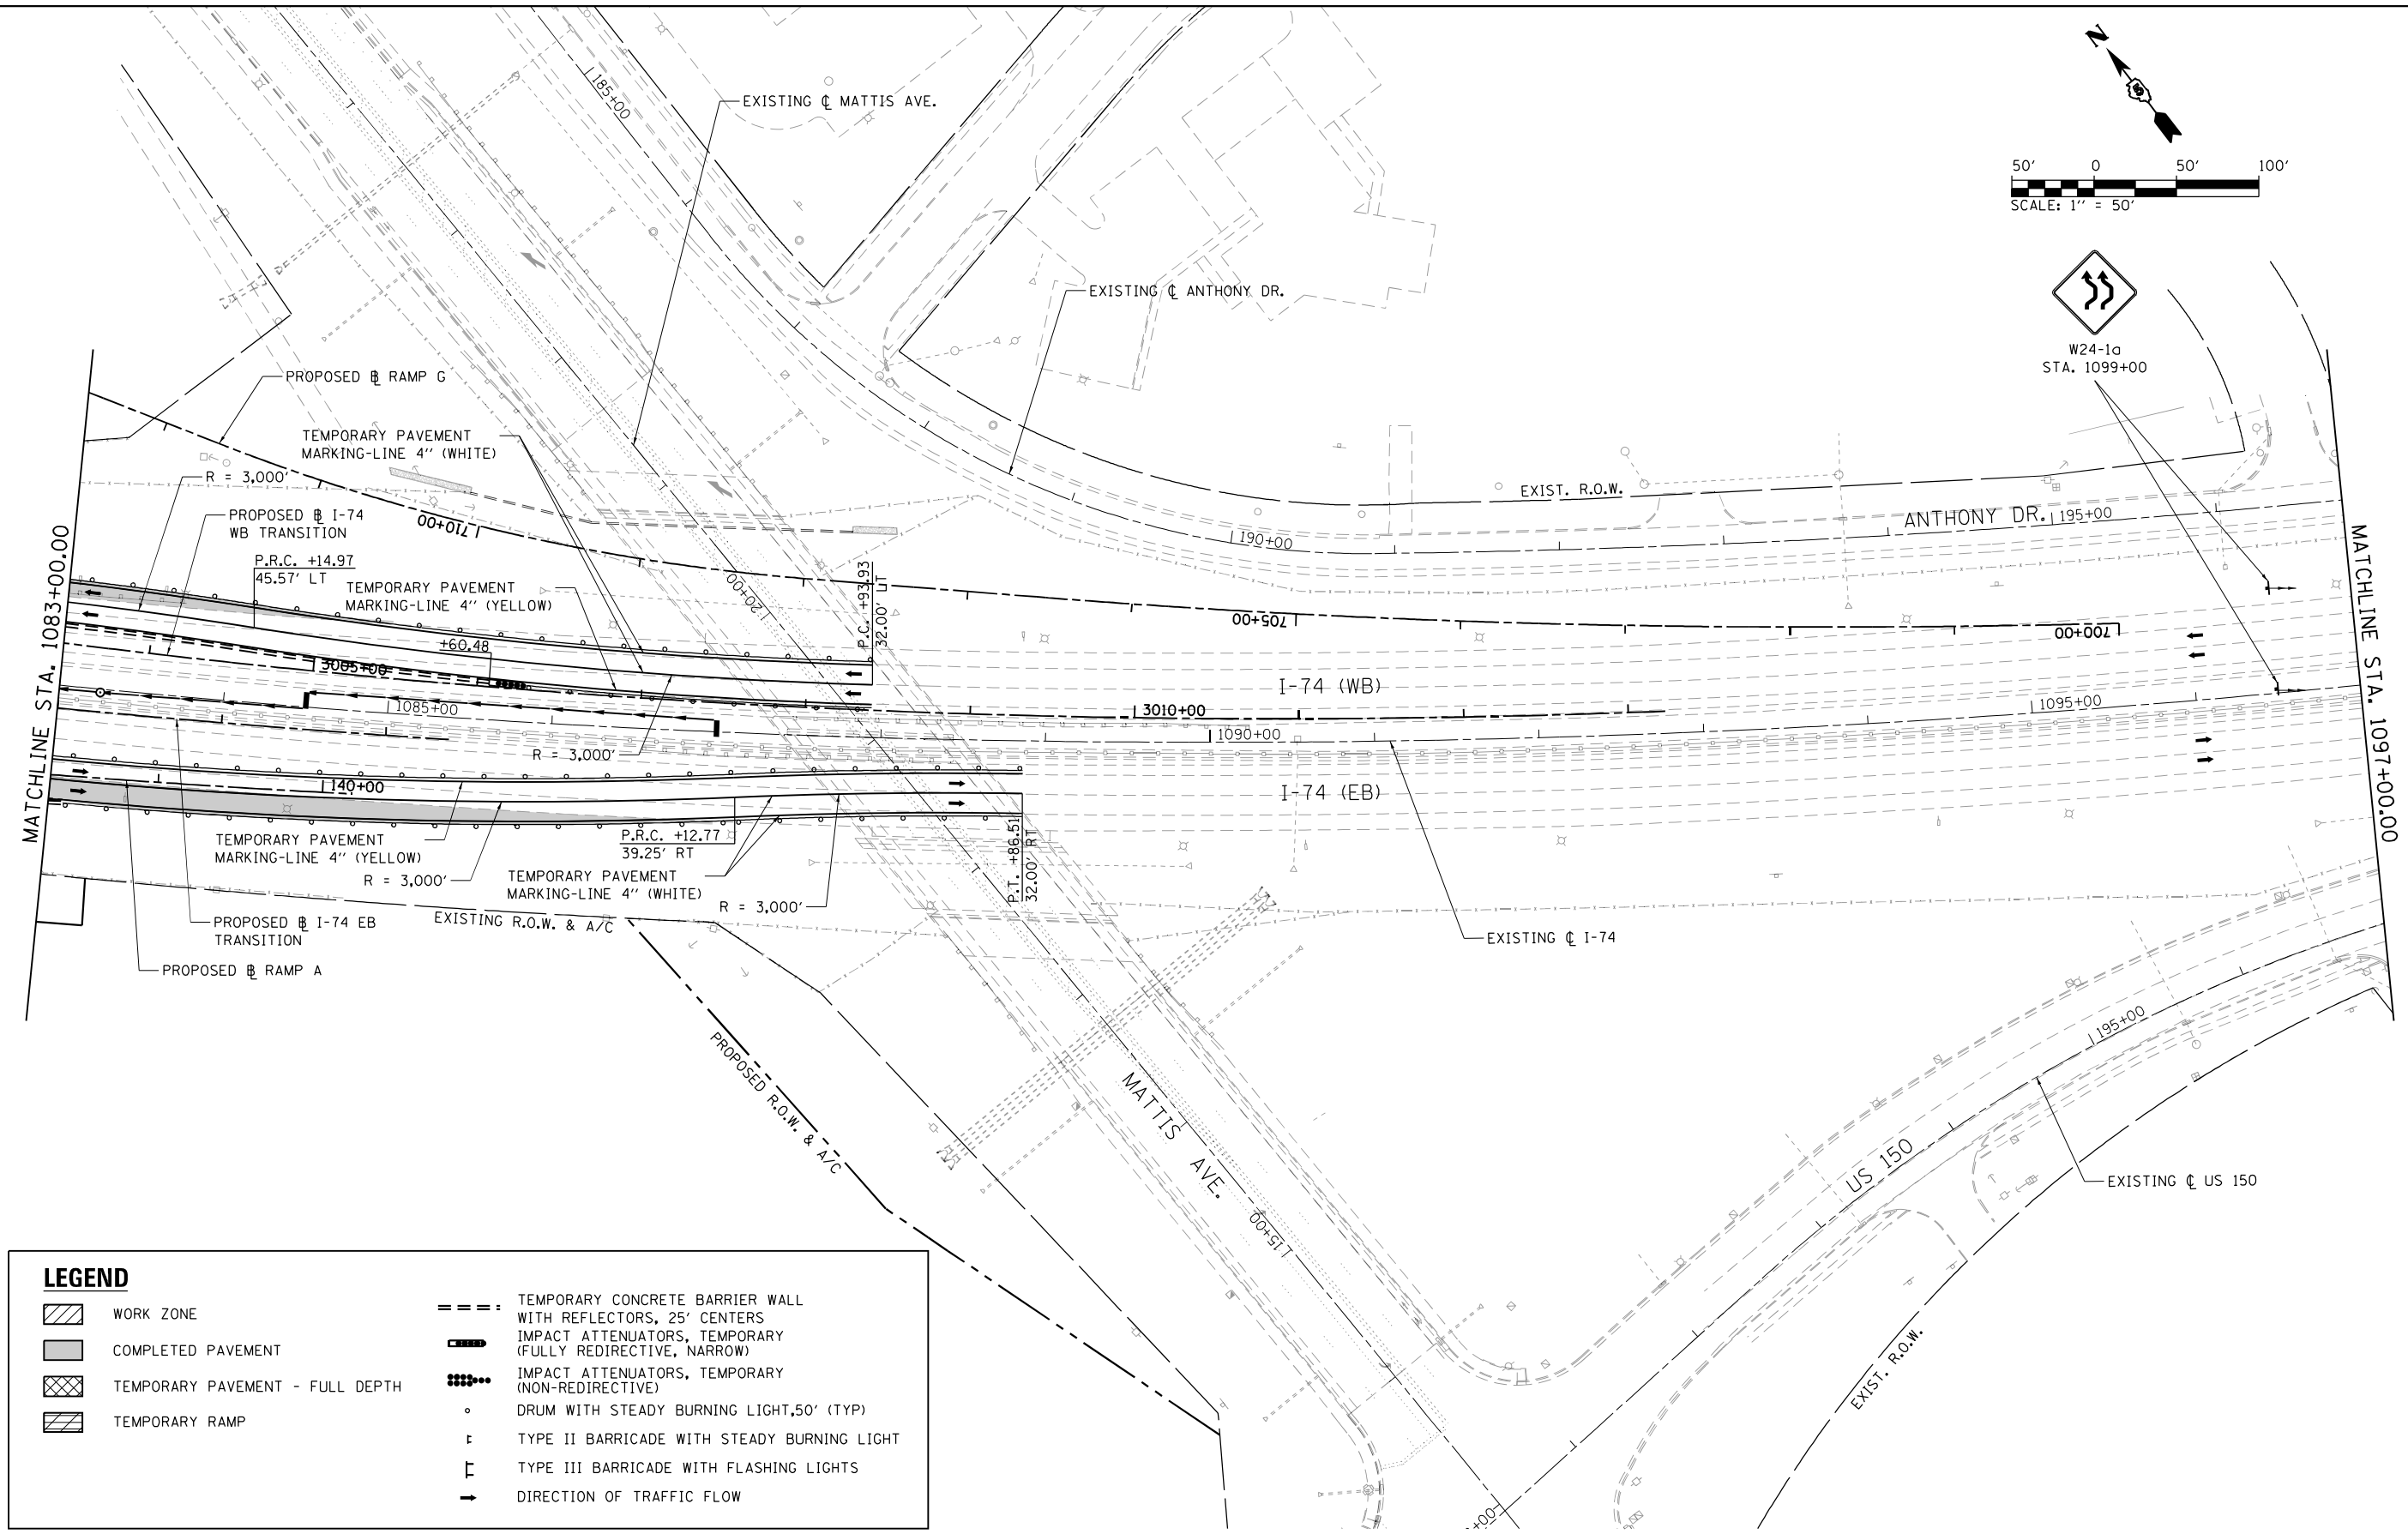 185+00
EXISTING ℄ MATTIS AVE.
N
50' 0 50' 100'
SCALE: 1" = 50'
EXISTING ℄ ANTHONY DR.
W24-1a
STA. 1099+00
PROPOSED ⅊ RAMP G
TEMPORARY PAVEMENT
MARKING-LINE 4" (WHITE)
R = 3,000'
PROPOSED ⅊ I-74
WB TRANSITION
710+00
P.R.C. +14.97
45.57' LT
TEMPORARY PAVEMENT
MARKING-LINE 4" (YELLOW)
+60.48
3005+00
1085+00
R = 3,000'
120+00
P.C. +93.93
32.00' LT
EXIST. R.O.W.
190+00
ANTHONY DR.
195+00
705+00
700+00
I-74 (WB)
3010+00
1090+00
1095+00
I-74 (EB)
MATCHLINE STA. 1083+00.00
MATCHLINE STA. 1097+00.00
140+00
TEMPORARY PAVEMENT
MARKING-LINE 4" (YELLOW)
R = 3,000'
P.R.C. +12.77
39.25' RT
TEMPORARY PAVEMENT
MARKING-LINE 4" (WHITE)
R = 3,000'
P.T. +86.51
32.00' RT
PROPOSED ⅊ I-74 EB
TRANSITION
PROPOSED ⅊ RAMP A
EXISTING R.O.W. & A/C
EXISTING ℄ I-74
PROPOSED R.O.W. & A/C
MATTIS AVE.
115+00
US 150
195+00
EXISTING ℄ US 150
EXIST. R.O.W.
+00
LEGEND
WORK ZONE
COMPLETED PAVEMENT
TEMPORARY PAVEMENT - FULL DEPTH
TEMPORARY RAMP
TEMPORARY CONCRETE BARRIER WALL
WITH REFLECTORS, 25' CENTERS
IMPACT ATTENUATORS, TEMPORARY
(FULLY REDIRECTIVE, NARROW)
IMPACT ATTENUATORS, TEMPORARY
(NON-REDIRECTIVE)
DRUM WITH STEADY BURNING LIGHT,50' (TYP)
TYPE II BARRICADE WITH STEADY BURNING LIGHT
TYPE III BARRICADE WITH FLASHING LIGHTS
DIRECTION OF TRAFFIC FLOW